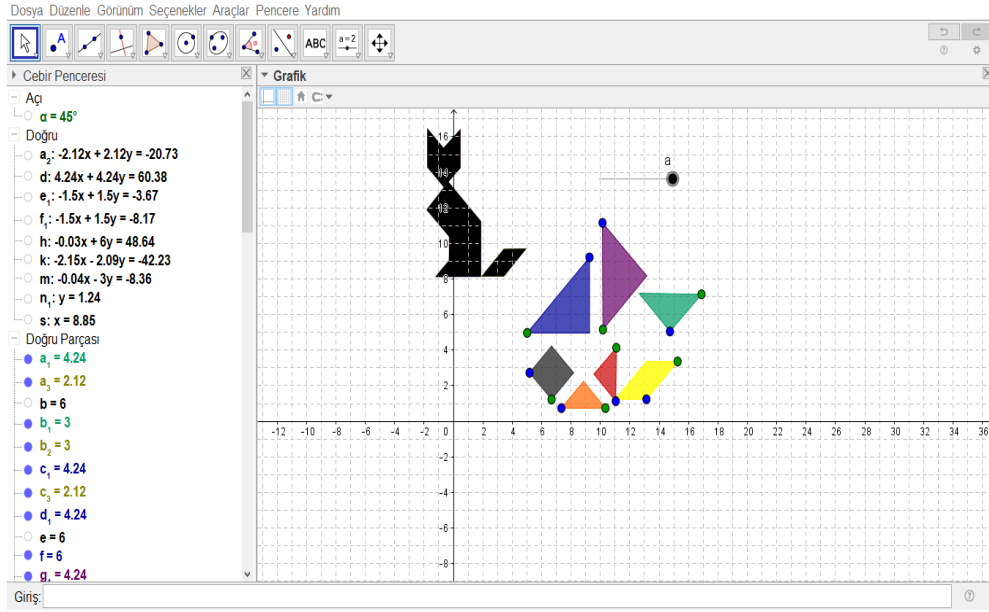 Dosya Düzenle Görünüm Seçenekler Araçlar Pencere Yardım
A ABC a=2
Cebir Penceresi
Grafik
Açı
α = 45°
Doğru
a₂: -2.12x + 2.12y = -20.73
d: 4.24x + 4.24y = 60.38
e₁: -1.5x + 1.5y = -3.67
f₁: -1.5x + 1.5y = -8.17
h: -0.03x + 6y = 48.64
k: -2.15x - 2.09y = -42.23
m: -0.04x - 3y = -8.36
n₁: y = 1.24
s: x = 8.85
Doğru Parçası
a₁ = 4.24
a₃ = 2.12
b = 6
b₁ = 3
b₂ = 3
c₁ = 4.24
c₃ = 2.12
d₁ = 4.24
e = 6
f = 6
g₁ = 4.24
a
16
14
12
10
8
6
4
2
-12 -10 -8 -6 -4 -2 0 2 4 6 8 10 12 14 16 18 20 22 24 26 28 30 32 34 36
-2
-4
-6
-8
Giriş: